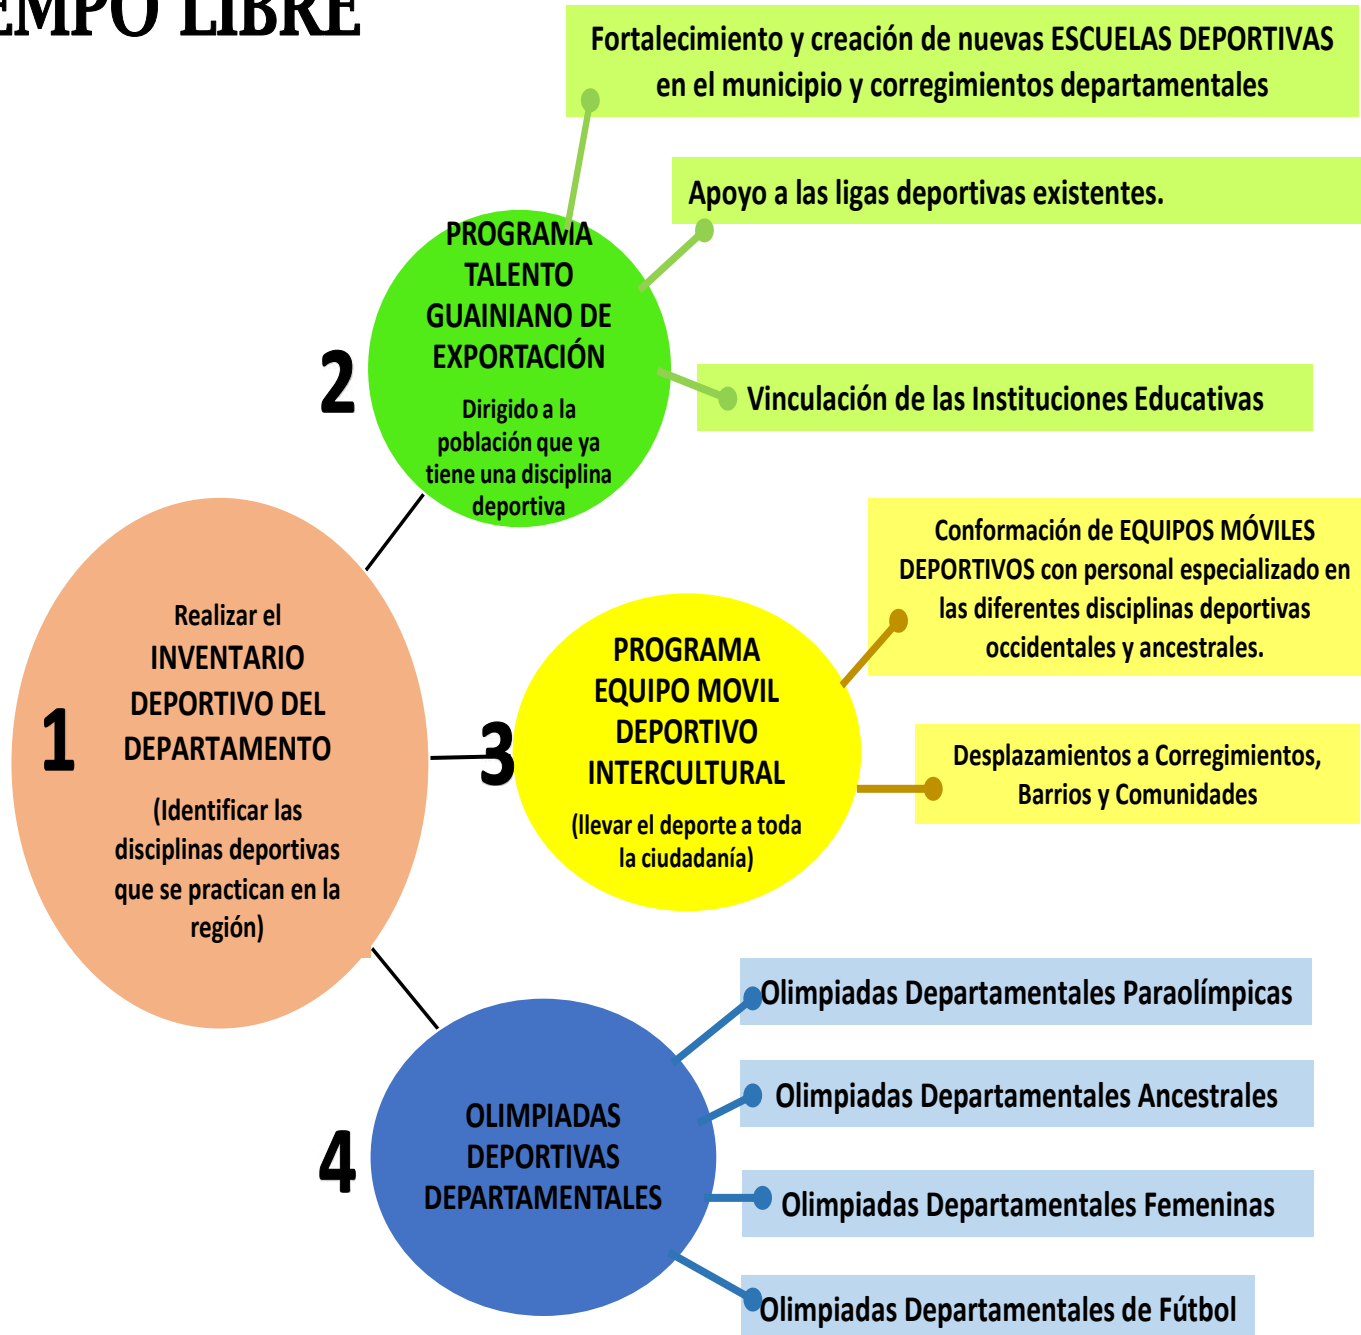 EMPO LIBRE
Fortalecimiento y creación de nuevas ESCUELAS DEPORTIVAS
en el municipio y corregimientos departamentales
Apoyo a las ligas deportivas existentes.
2
PROGRAMA
TALENTO
GUAINIANO DE
EXPORTACIÓN
Dirigido a la
población que ya
tiene una disciplina
deportiva
Vinculación de las Instituciones Educativas
1
Realizar el
INVENTARIO
DEPORTIVO DEL
DEPARTAMENTO
(Identificar las
disciplinas deportivas
que se practican en la
región)
3
PROGRAMA
EQUIPO MOVIL
DEPORTIVO
INTERCULTURAL
(llevar el deporte a toda
la ciudadanía)
Conformación de EQUIPOS MÓVILES
DEPORTIVOS con personal especializado en
las diferentes disciplinas deportivas
occidentales y ancestrales.
Desplazamientos a Corregimientos,
Barrios y Comunidades
4
OLIMPIADAS
DEPORTIVAS
DEPARTAMENTALES
Olimpiadas Departamentales Paraolímpicas
Olimpiadas Departamentales Ancestrales
Olimpiadas Departamentales Femeninas
Olimpiadas Departamentales de Fútbol